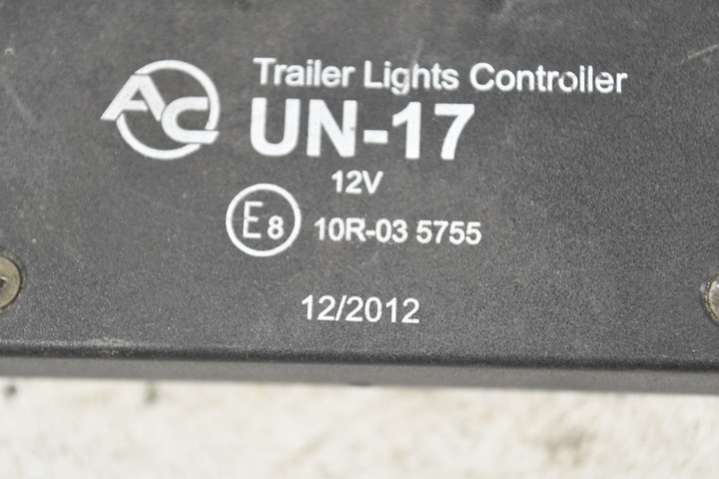 AC
Trailer Lights Controller
UN-17
12V
E8 10R-03 5755
12/2012